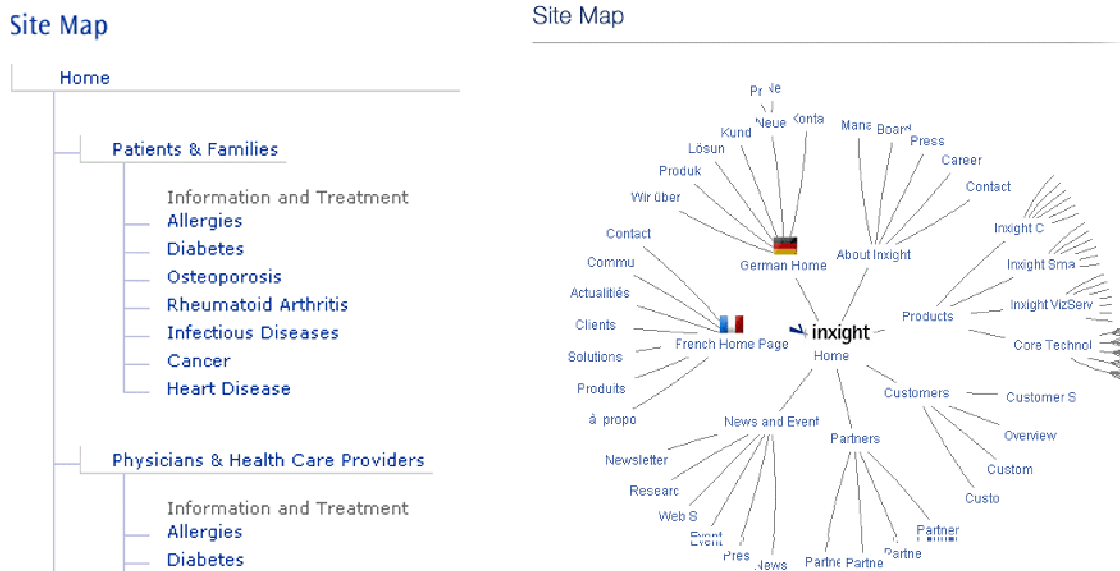 Site Map
Home
Patients & Families
Information and Treatment
Allergies
Diabetes
Osteoporosis
Rheumatoid Arthritis
Infectious Diseases
Cancer
Heart Disease
Physicians & Health Care Providers
Information and Treatment
Allergies
Diabetes
Site Map
Neue
Konta
Kund
Lösun
Produk
Wir über
German Home
Mana
Board
Press
Career
Contact
About Inxight
Inxight C
Inxight Sma
Inxight VizServ
Core Technol
Products
inxight
Home
Contact
Commu
Actualités
Clients
Solutions
Produits
à propo
French Home Page
Customers
Customer S
Overview
Custom
Custo
News and Event
Newsletter
Researc
Web S
Event
Pres
News
Partners
Partner
Partne
Partne
Partne